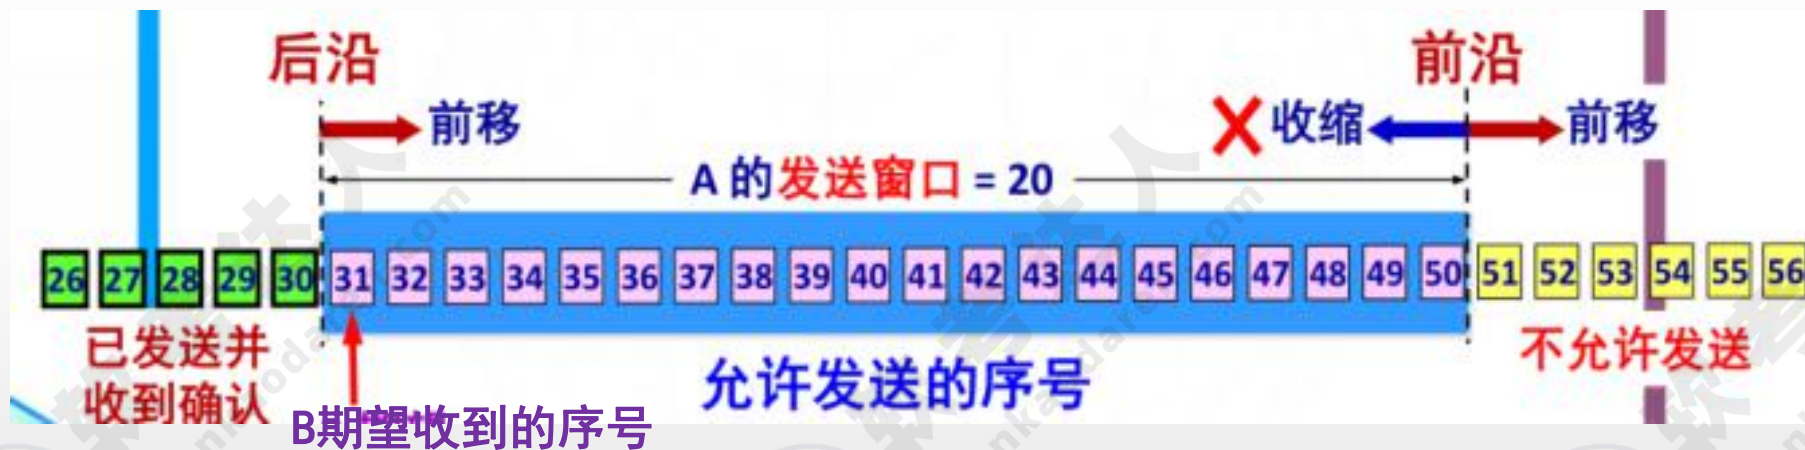 后沿
前沿
前移
收缩
前移
A 的发送窗口 = 20
26 27 28 29 30 31 32 33 34 35 36 37 38 39 40 41 42 43 44 45 46 47 48 49 50 51 52 53 54 55 56
已发送并
收到确认
允许发送的序号
不允许发送
B期望收到的序号